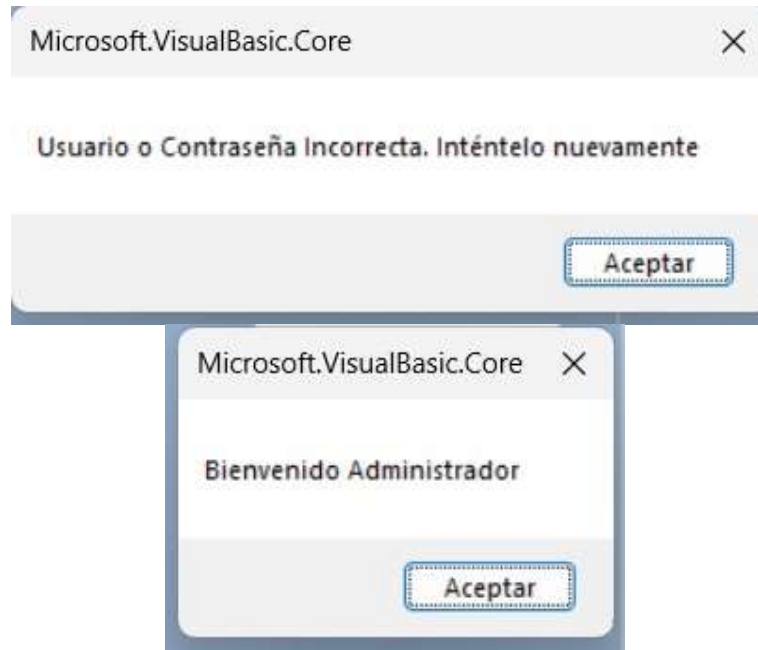 Microsoft.VisualBasic.Core
Usuario o Contraseña Incorrecta. Inténtelo nuevamente
Aceptar
Microsoft.VisualBasic.Core
Bienvenido Administrador
Aceptar